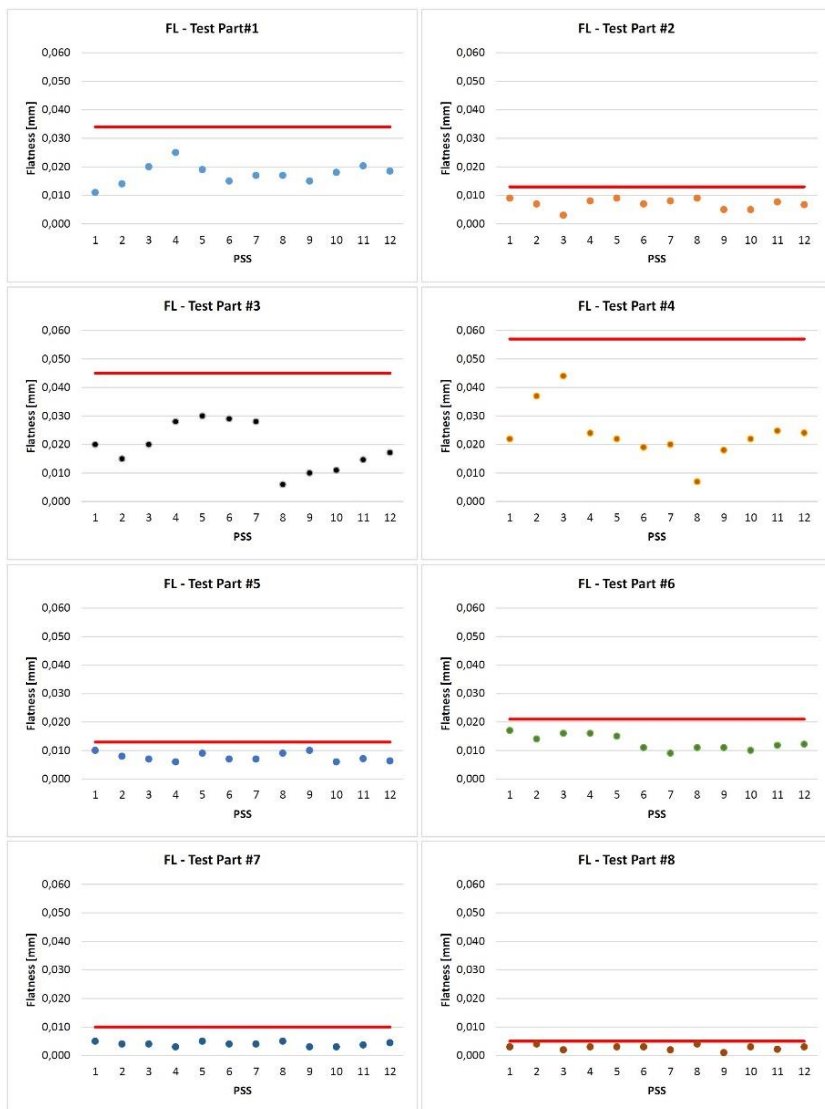 FL - Test Part#1
0,060
0,050
0,040
0,030
0,020
0,010
0,000
Flatness [mm]
1 2 3 4 5 6 7 8 9 10 11 12
PSS
FL - Test Part #2
0,060
0,050
0,040
0,030
0,020
0,010
0,000
Flatness [mm]
1 2 3 4 5 6 7 8 9 10 11 12
PSS
FL - Test Part #3
0,060
0,050
0,040
0,030
0,020
0,010
0,000
Flatness [mm]
1 2 3 4 5 6 7 8 9 10 11 12
PSS
FL - Test Part #4
0,060
0,050
0,040
0,030
0,020
0,010
0,000
Flatness [mm]
1 2 3 4 5 6 7 8 9 10 11 12
PSS
FL - Test Part #5
0,060
0,050
0,040
0,030
0,020
0,010
0,000
Flatness [mm]
1 2 3 4 5 6 7 8 9 10 11 12
PSS
FL - Test Part #6
0,060
0,050
0,040
0,030
0,020
0,010
0,000
Flatness [mm]
1 2 3 4 5 6 7 8 9 10 11 12
PSS
FL - Test Part #7
0,060
0,050
0,040
0,030
0,020
0,010
0,000
Flatness [mm]
1 2 3 4 5 6 7 8 9 10 11 12
PSS
FL - Test Part #8
0,060
0,050
0,040
0,030
0,020
0,010
0,000
Flatness [mm]
1 2 3 4 5 6 7 8 9 10 11 12
PSS